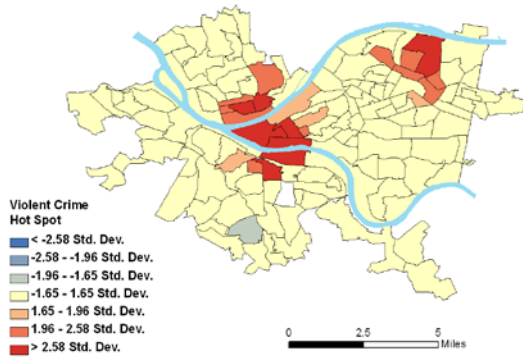 Violent Crime
Hot Spot
< -2.58 Std. Dev.
-2.58 - -1.96 Std. Dev.
-1.96 - -1.65 Std. Dev.
-1.65 - 1.65 Std. Dev.
1.65 - 1.96 Std. Dev.
1.96 - 2.58 Std. Dev.
> 2.58 Std. Dev.
0 2.5 5
Miles